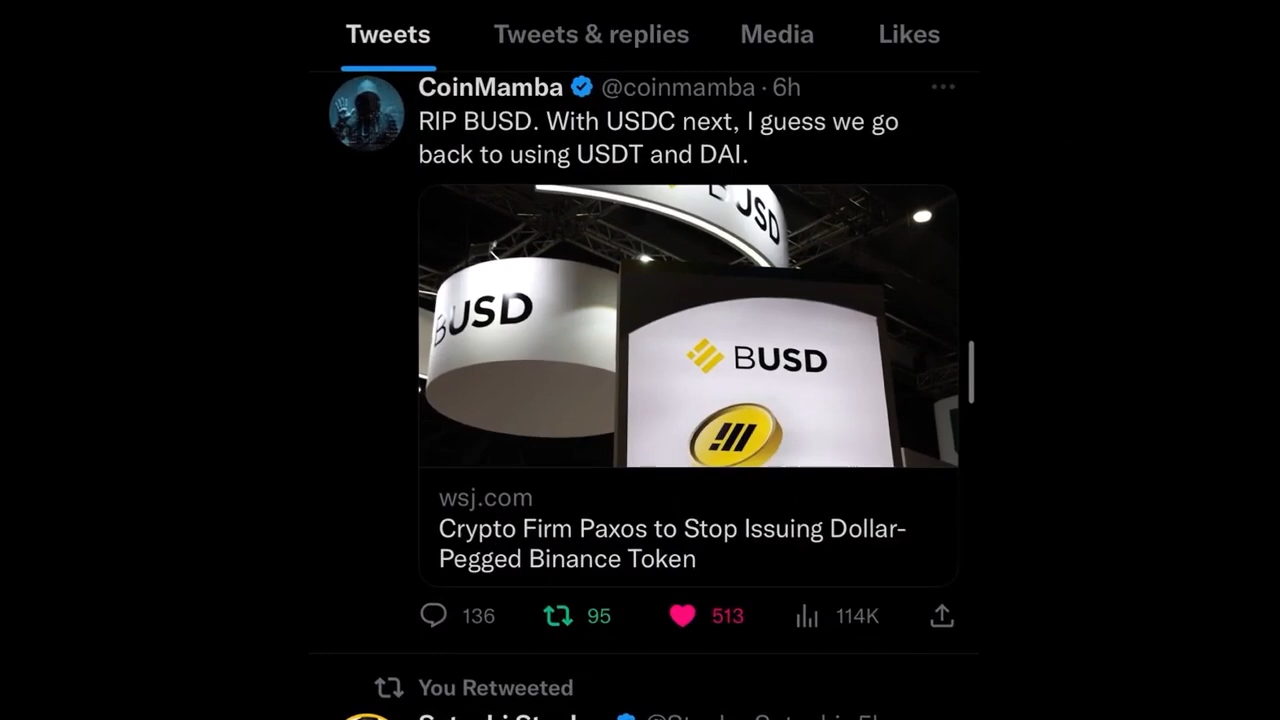 Tweets Tweets & replies Media Likes
CoinMamba @coinmamba · 6h
RIP BUSD. With USDC next, I guess we go
back to using USDT and DAI.
BUSD
BUSD
BUSD
wsj.com
Crypto Firm Paxos to Stop Issuing Dollar-
Pegged Binance Token
136 95 513 114K
You Retweeted